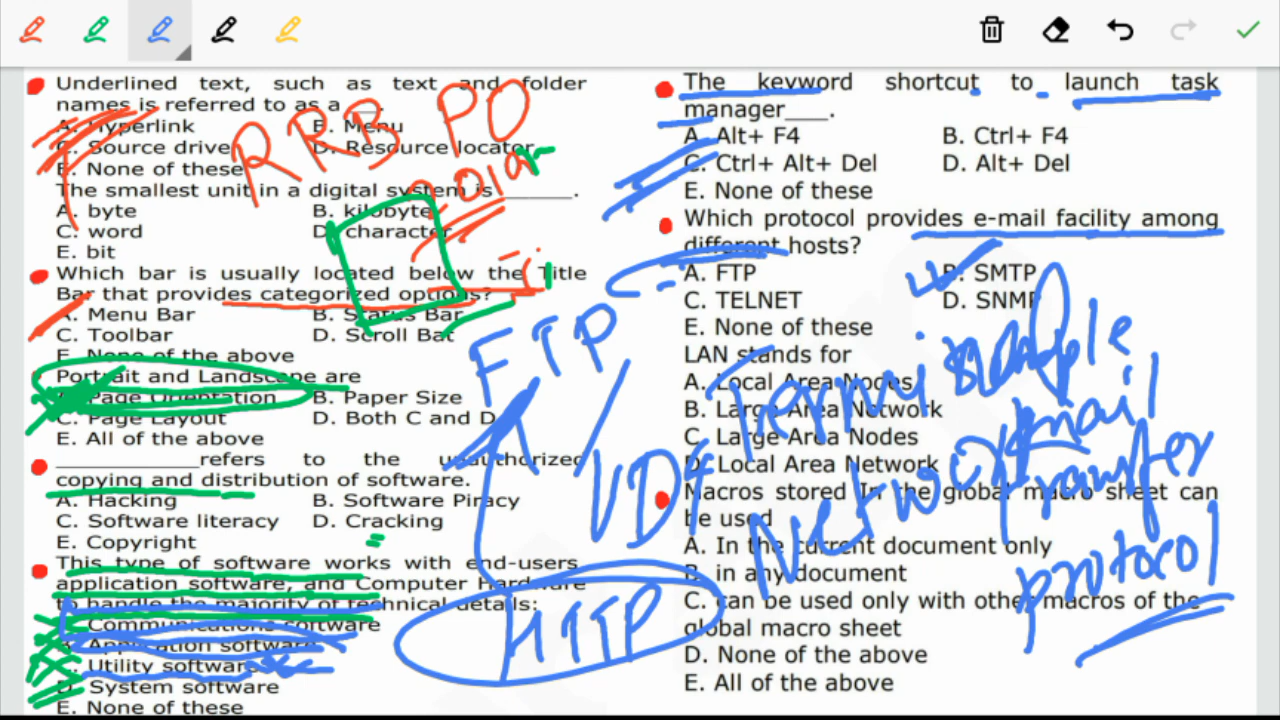 Underlined text, such as text and folder
names is referred to as a ___.
A. Hyperlink B. Menu
C. Source drive D. Resource locator
E. None of these
The smallest unit in a digital system is ______.
A. byte B. kilobyte
C. word D. character
E. bit
Which bar is usually located below the Title
Bar that provides categorized options?
A. Menu Bar B. Status Bar
C. Toolbar D. Scroll Bat
E. None of the above
Portrait and Landscape are
A. Page Orientation B. Paper Size
C. Page Layout D. Both C and D
E. All of the above
____________refers to the unauthorized
copying and distribution of software.
A. Hacking B. Software Piracy
C. Software literacy D. Cracking
E. Copyright
This type of software works with end-users,
application software, and Computer Hardware
to handle the majority of technical details:
Communications software
B. Application software
Utility software
D. System software
E. None of these
The keyword shortcut to launch task
manager____.
A. Alt+ F4 B. Ctrl+ F4
C. Ctrl+ Alt+ Del D. Alt+ Del
E. None of these
Which protocol provides e-mail facility among
different hosts?
A. FTP B. SMTP
C. TELNET D. SNMP
E. None of these
LAN stands for
A. Local Area Nodes
B. Large Area Network
C. Large Area Nodes
D. Local Area Network
Macros stored In the global macro sheet can
be used
A. In the current document only
B. in any document
C. can be used only with other macros of the
global macro sheet
D. None of the above
E. All of the above
RRB PO
FTP
UDP
HTTP
Network
mail
transfer
protocol